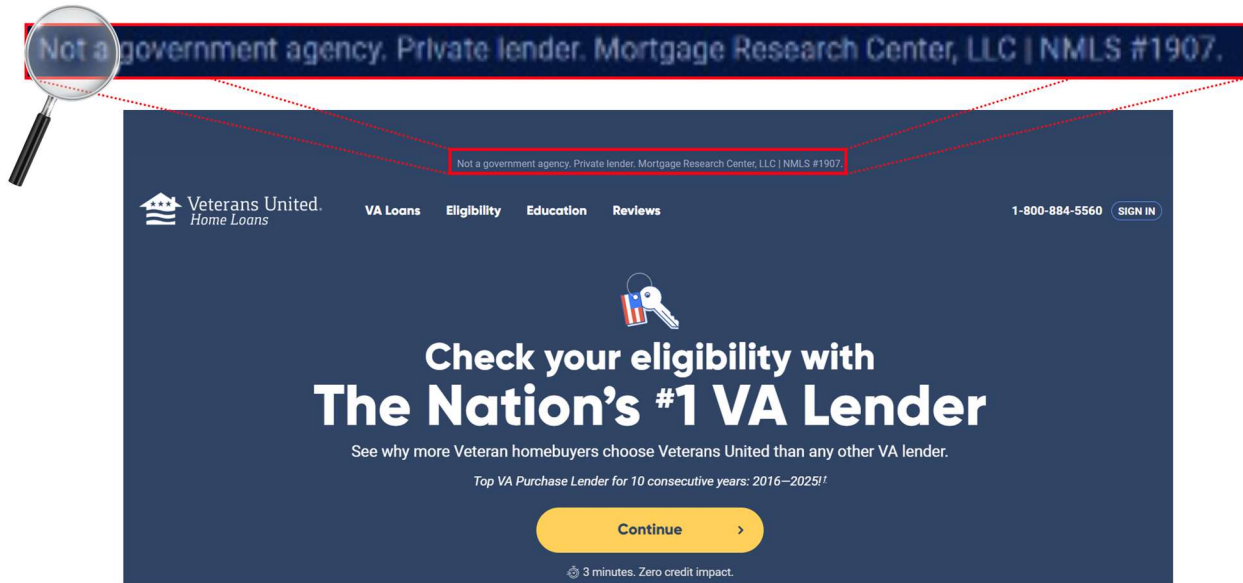 Not a government agency. Private lender. Mortgage Research Center, LLC | NMLS #1907.
Not a government agency. Private lender. Mortgage Research Center, LLC | NMLS #1907.
Veterans United.
Home Loans
VA Loans Eligibility Education Reviews
1-800-884-5560 SIGN IN
Check your eligibility with
The Nation’s #1 VA Lender
See why more Veteran homebuyers choose Veterans United than any other VA lender.
Top VA Purchase Lender for 10 consecutive years: 2016—2025!†
Continue >
3 minutes. Zero credit impact.